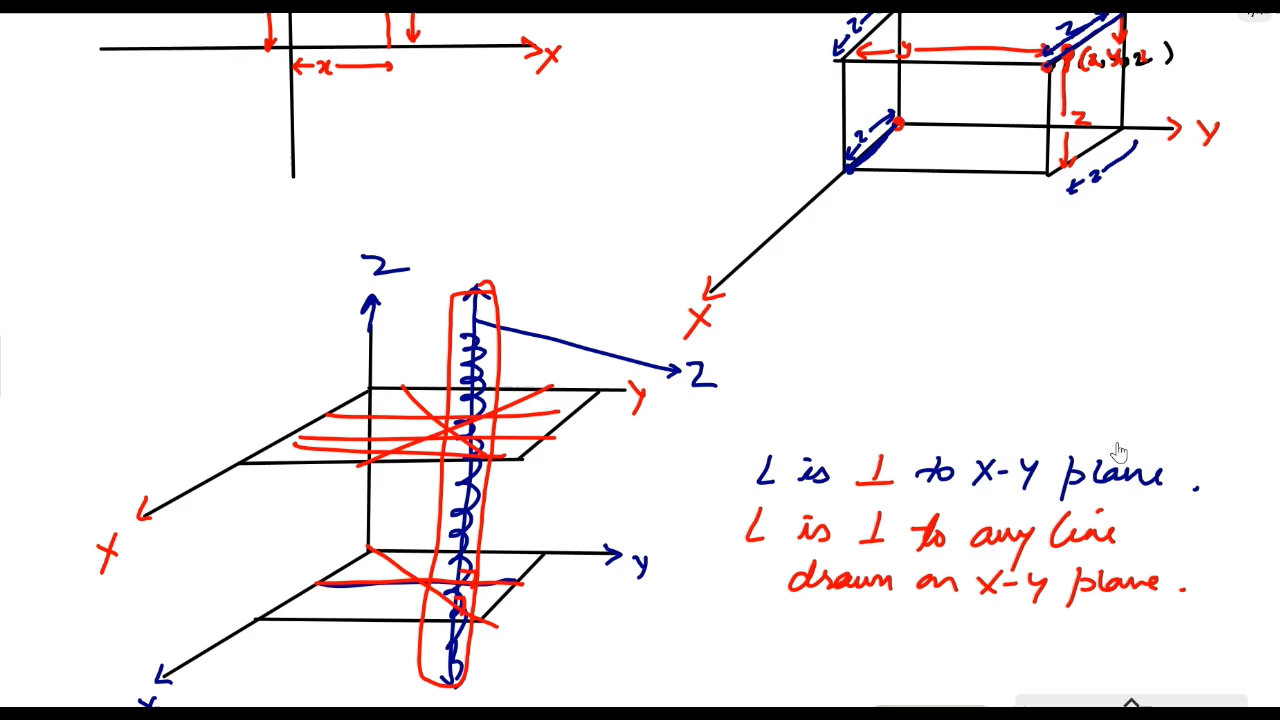 X
x
z
y
z
P(x, y, z)
z
z
Y
z
X
Z
Z
Y
X
y
x
L is ⊥ to X-Y plane.
L is ⊥ to any line
drawn on X-Y plane.